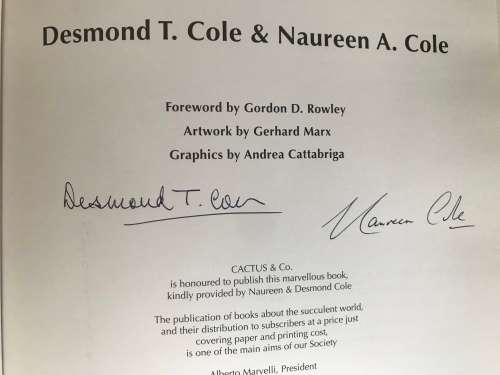 Desmond T. Cole & Naureen A. Cole
Foreword by Gordon D. Rowley
Artwork by Gerhard Marx
Graphics by Andrea Cattabriga
Desmond T. Cole
Naureen Cole
CACTUS & Co.
is honoured to publish this marvellous book,
kindly provided by Naureen & Desmond Cole
The publication of books about the succulent world,
and their distribution to subscribers at a price just
covering paper and printing cost,
is one of the main aims of our Society
Alberto Marvelli, President